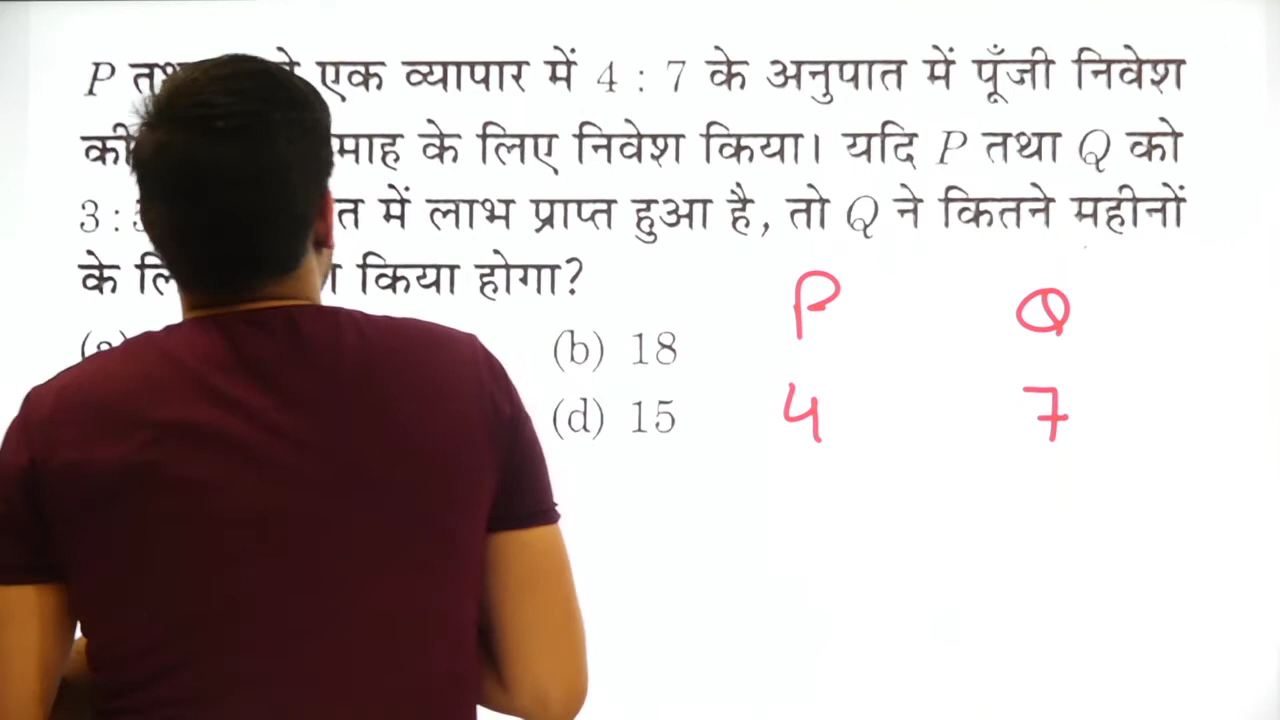 P एक व्यापार में 4 : 7 के अनुपात में पूँजी निवेश
माह के लिए निवेश किया। यदि P तथा Q को
3 : में लाभ प्राप्त हुआ है, तो Q ने कितने महीनों
के किया होगा?
(b) 18
(d) 15
P Q
4 7